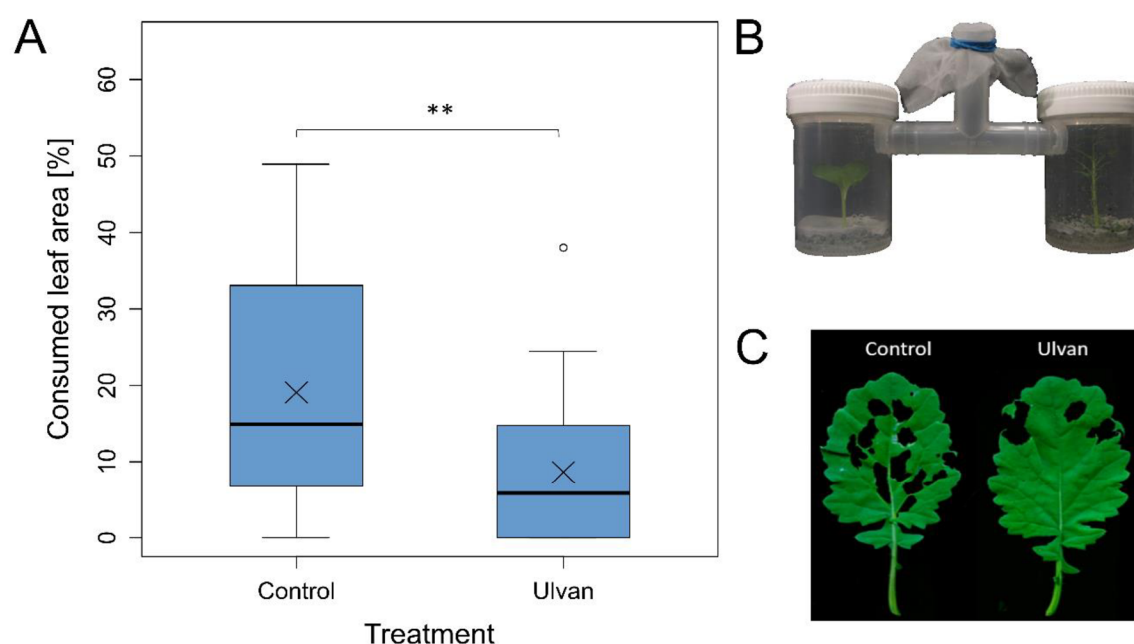 A
Consumed leaf area [%]
60
50
40
30
20
10
0
**
Control
Ulvan
Treatment
B
C
Control
Ulvan